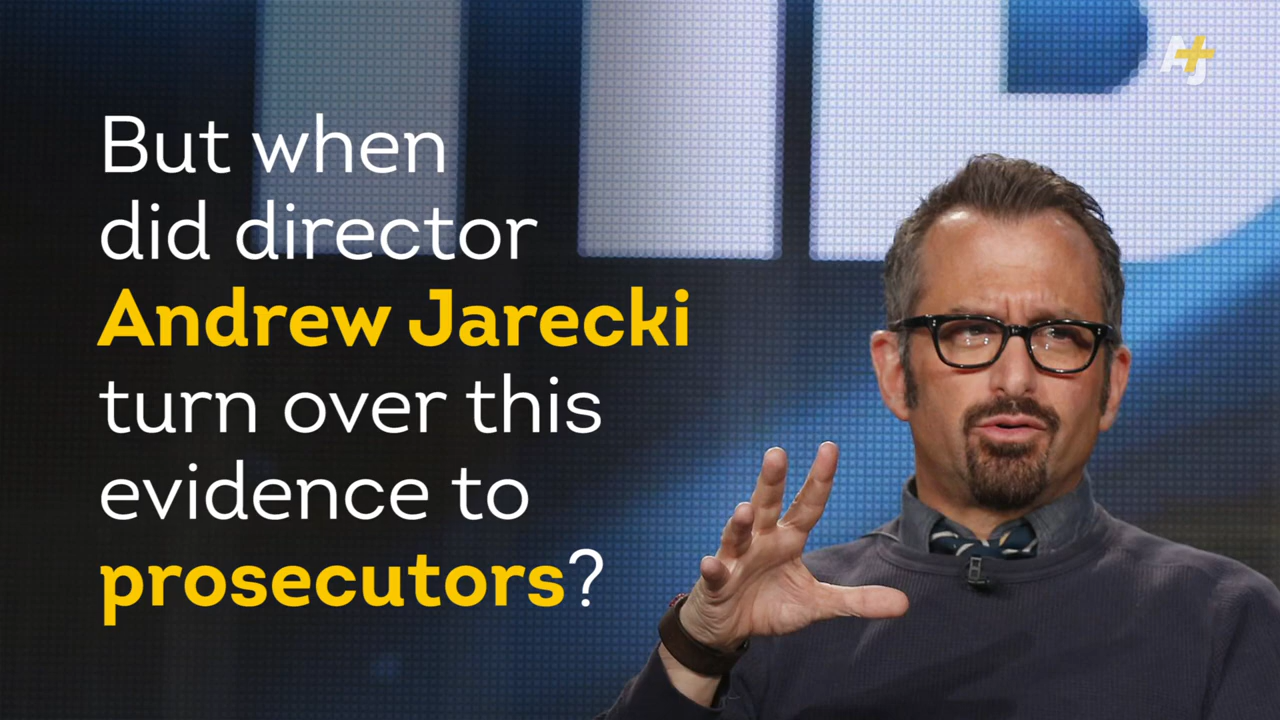 But when
did director
Andrew Jarecki
turn over this
evidence to
prosecutors?
AJ+